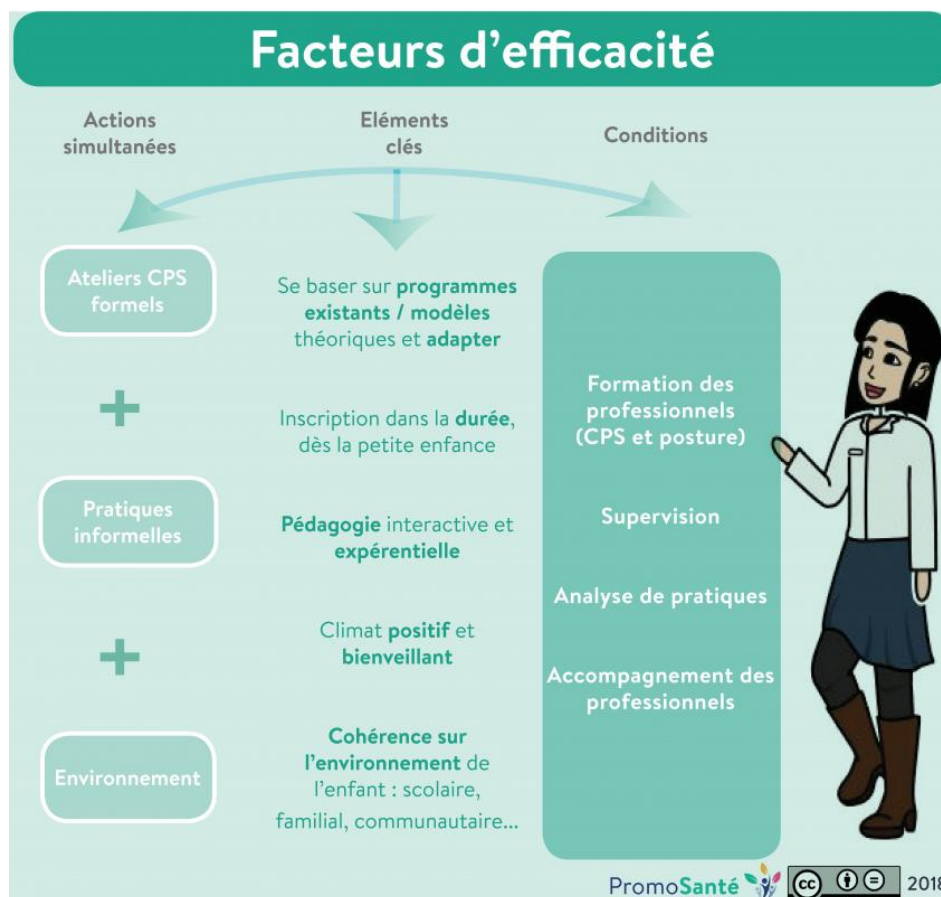 Facteurs d'efficacité
Actions
simultanées
Ateliers CPS
formels
+
Pratiques
informelles
+
Environnement
Eléments
clés
Se baser sur programmes
existants / modèles
théoriques et adapter
Inscription dans la durée,
dès la petite enfance
Pédagogie interactive et
expérentielle
Climat positif et
bienveillant
Cohérence sur
l'environnement de
l'enfant : scolaire,
familial, communautaire...
Conditions
Formation des
professionnels
(CPS et posture)
Supervision
Analyse de pratiques
Accompagnement des
professionnels
PromoSanté cc 2018